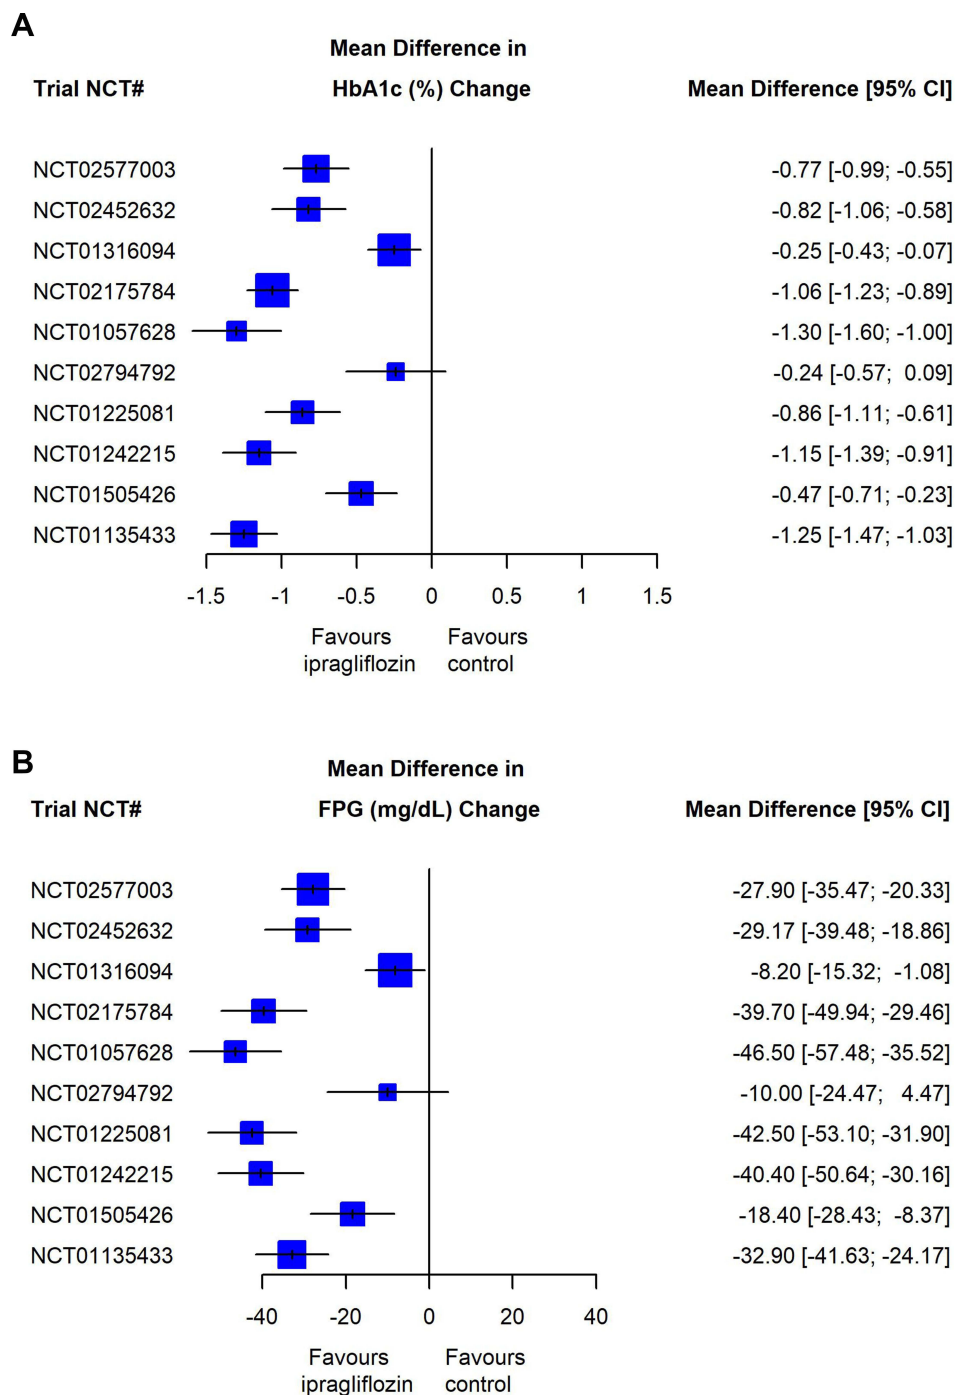 A
Mean Difference in
Trial NCT# HbA1c (%) Change Mean Difference [95% CI]
NCT02577003 -0.77 [-0.99; -0.55]
NCT02452632 -0.82 [-1.06; -0.58]
NCT01316094 -0.25 [-0.43; -0.07]
NCT02175784 -1.06 [-1.23; -0.89]
NCT01057628 -1.30 [-1.60; -1.00]
NCT02794792 -0.24 [-0.57; 0.09]
NCT01225081 -0.86 [-1.11; -0.61]
NCT01242215 -1.15 [-1.39; -0.91]
NCT01505426 -0.47 [-0.71; -0.23]
NCT01135433 -1.25 [-1.47; -1.03]
-1.5 -1 -0.5 0 0.5 1 1.5
Favours Favours
ipragliflozin control
B
Mean Difference in
Trial NCT# FPG (mg/dL) Change Mean Difference [95% CI]
NCT02577003 -27.90 [-35.47; -20.33]
NCT02452632 -29.17 [-39.48; -18.86]
NCT01316094 -8.20 [-15.32; -1.08]
NCT02175784 -39.70 [-49.94; -29.46]
NCT01057628 -46.50 [-57.48; -35.52]
NCT02794792 -10.00 [-24.47; 4.47]
NCT01225081 -42.50 [-53.10; -31.90]
NCT01242215 -40.40 [-50.64; -30.16]
NCT01505426 -18.40 [-28.43; -8.37]
NCT01135433 -32.90 [-41.63; -24.17]
-40 -20 0 20 40
Favours Favours
ipragliflozin control